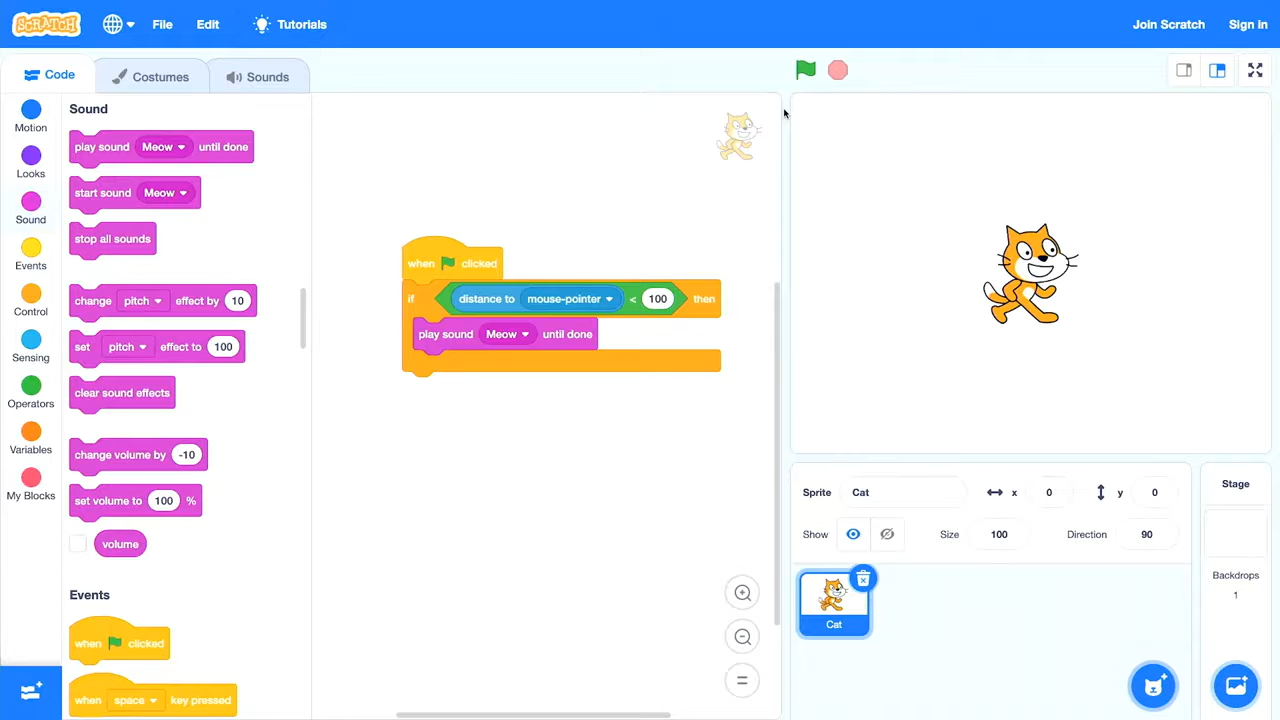 SCRATCH File Edit Tutorials Join Scratch Sign in
Code Costumes Sounds
Motion
Looks
Sound
Events
Control
Sensing
Operators
Variables
My Blocks
Sound
play sound Meow until done
start sound Meow
stop all sounds
change pitch effect by 10
set pitch effect to 100
clear sound effects
change volume by -10
set volume to 100 %
volume
Events
when clicked
when space key pressed
when clicked
if distance to mouse-pointer < 100 then
play sound Meow until done
Sprite Cat x 0 y 0
Show Size 100 Direction 90
Cat
Stage
Backdrops
1